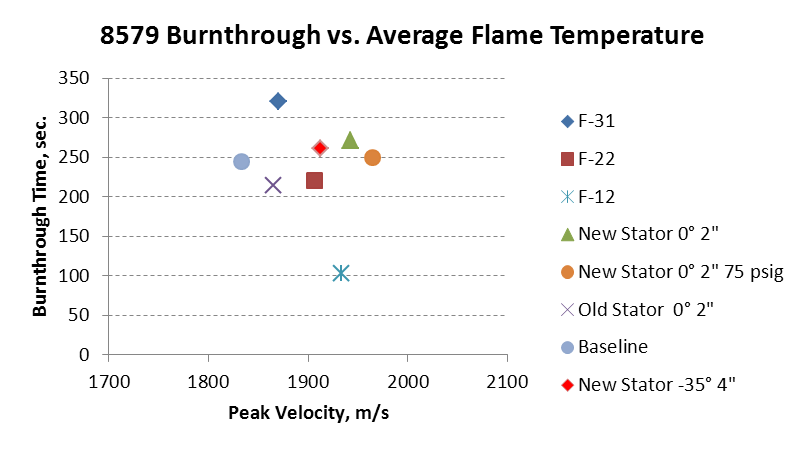 8579 Burnthrough vs. Average Flame Temperature
350
300
250
200
150
100
50
0
Burnthrough Time, sec.
1700 1800 1900 2000 2100
Peak Velocity, m/s
F-31
F-22
F-12
New Stator 0° 2"
New Stator 0° 2" 75 psig
Old Stator 0° 2"
Baseline
New Stator -35° 4"